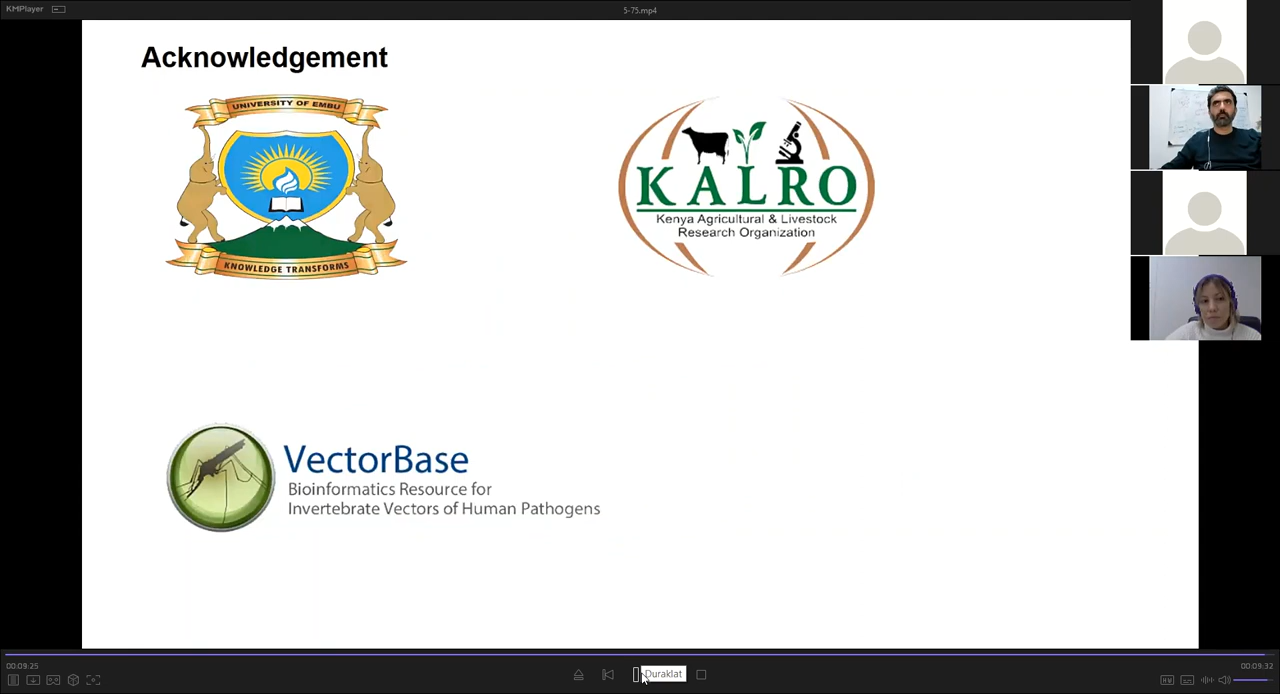 KMPlayer
5-75.mp4
Acknowledgement
UNIVERSITY OF EMBU
KNOWLEDGE TRANSFORMS
KALRO
Kenya Agricultural & Livestock
Research Organization
VectorBase
Bioinformatics Resource for
Invertebrate Vectors of Human Pathogens
00:09:25
Duraklat
00:09:32